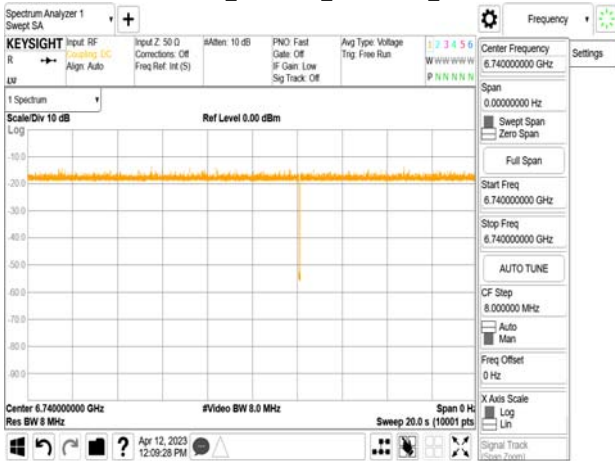 Spectrum Analyzer 1
Swept SA
+
Frequency
Settings
KEYSIGHT
R
LXI
Input: RF
Coupling: DC
Align: Auto
Input Z: 50 Ω
Corrections: Off
Freq Ref: Int (S)
#Atten: 10 dB
PNO: Fast
Gate: Off
IF Gain: Low
Sig Track: Off
Avg Type: Voltage
Trig: Free Run
1 2 3 4 5 6
W W W W W W
P N N N N N
1 Spectrum
Scale/Div 10 dB
Ref Level 0.00 dBm
Log
-10.0
-20.0
-30.0
-40.0
-50.0
-60.0
-70.0
-80.0
-90.0
Center 6.740000000 GHz
Res BW 8 MHz
#Video BW 8.0 MHz
Span 0 Hz
Sweep 20.0 s (10001 pts
Center Frequency
6.740000000 GHz
Span
0.00000000 Hz
Swept Span
Zero Span
Full Span
Start Freq
6.740000000 GHz
Stop Freq
6.740000000 GHz
AUTO TUNE
CF Step
8.000000 MHz
Auto
Man
Freq Offset
0 Hz
X Axis Scale
Log
Lin
Signal Track
(Span Zoom)
?
Apr 12, 2023
12:09:28 PM